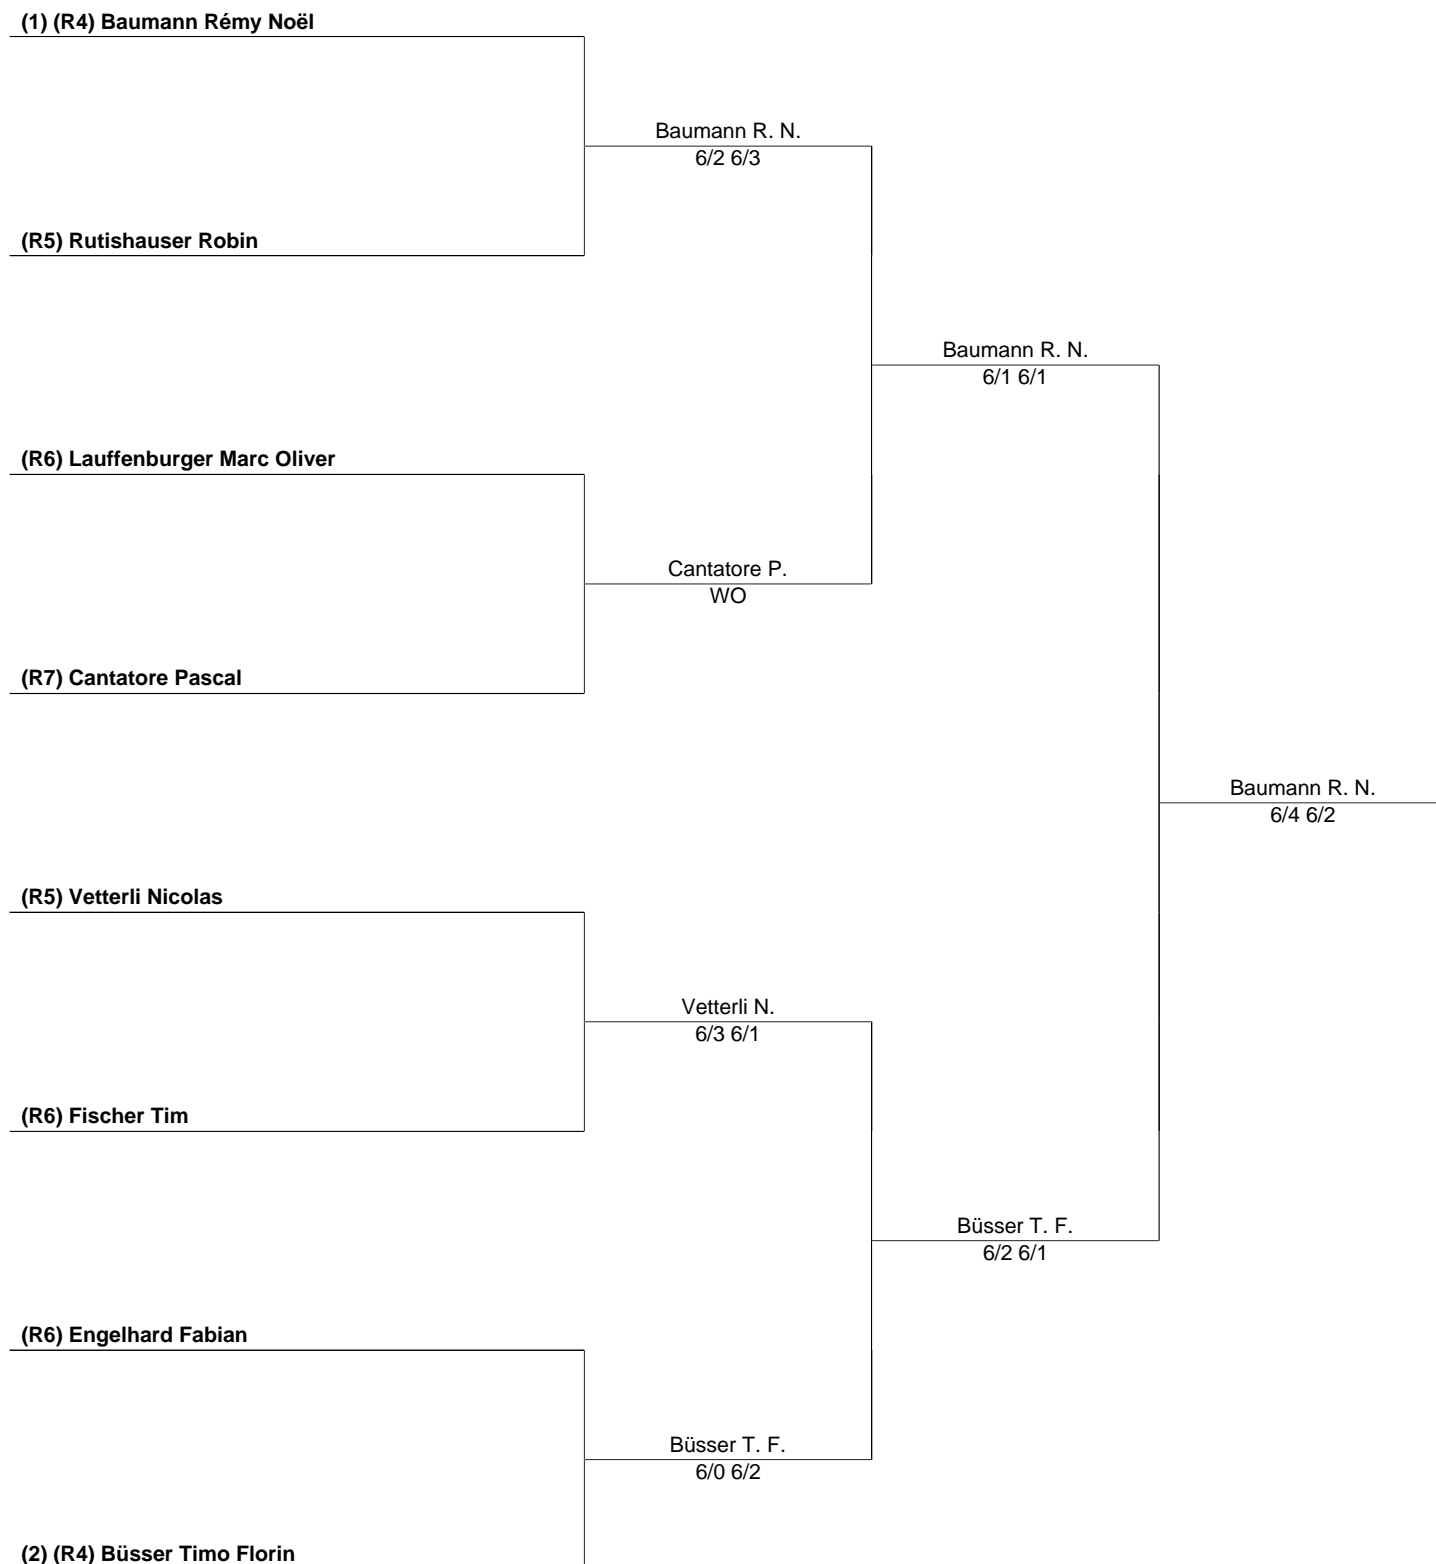 (1) (R4) Baumann Rémy Noël
Baumann R. N.
6/2 6/3
(R5) Rutishauser Robin
Baumann R. N.
6/1 6/1
(R6) Lauffenburger Marc Oliver
Cantatore P.
WO
(R7) Cantatore Pascal
Baumann R. N.
6/4 6/2
(R5) Vetterli Nicolas
Vetterli N.
6/3 6/1
(R6) Fischer Tim
Büsser T. F.
6/2 6/1
(R6) Engelhard Fabian
Büsser T. F.
6/0 6/2
(2) (R4) Büsser Timo Florin